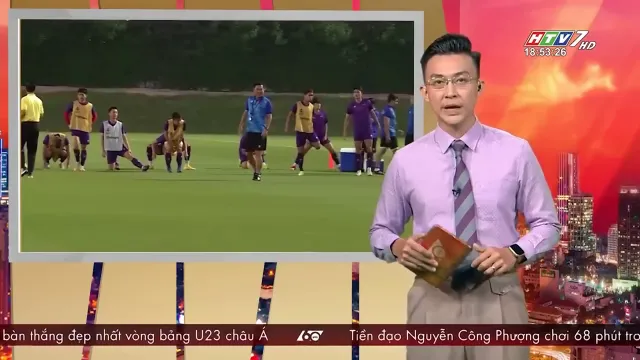 HTV7 HD
18:53:26
bàn thắng đẹp nhất vòng bảng U23 châu Á
60
Tiền đạo Nguyễn Công Phượng chơi 68 phút